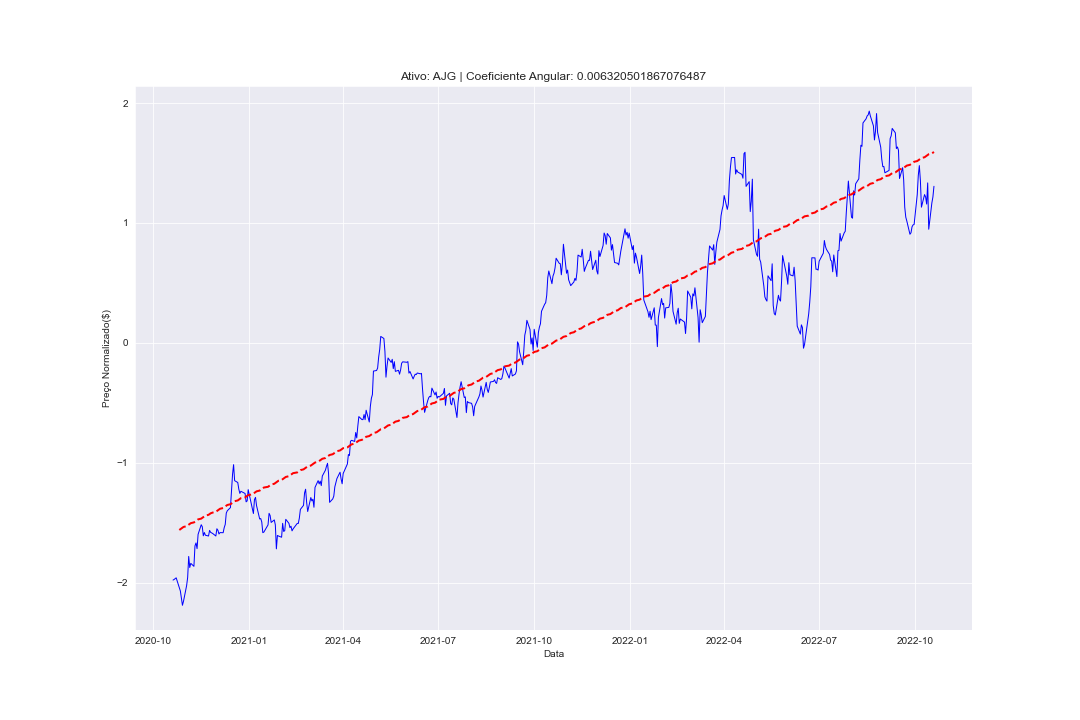 Ativo: AJG | Coeficiente Angular: 0.006320501867076487
Preço Normalizado($)
2
1
0
−1
−2
2020-10 2021-01 2021-04 2021-07 2021-10 2022-01 2022-04 2022-07 2022-10
Data